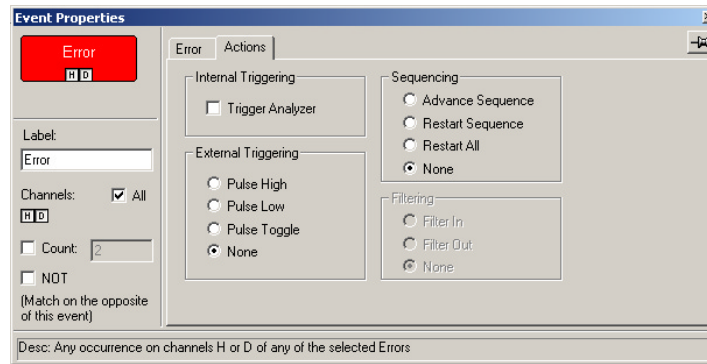 Event Properties
Error
H D
Label:
Error
Channels: All
H D
Count: 2
NOT
(Match on the opposite
of this event)
Error Actions
Internal Triggering
Trigger Analyzer
External Triggering
Pulse High
Pulse Low
Pulse Toggle
None
Sequencing
Advance Sequence
Restart Sequence
Restart All
None
Filtering
Filter In
Filter Out
None
Desc: Any occurrence on channels H or D of any of the selected Errors